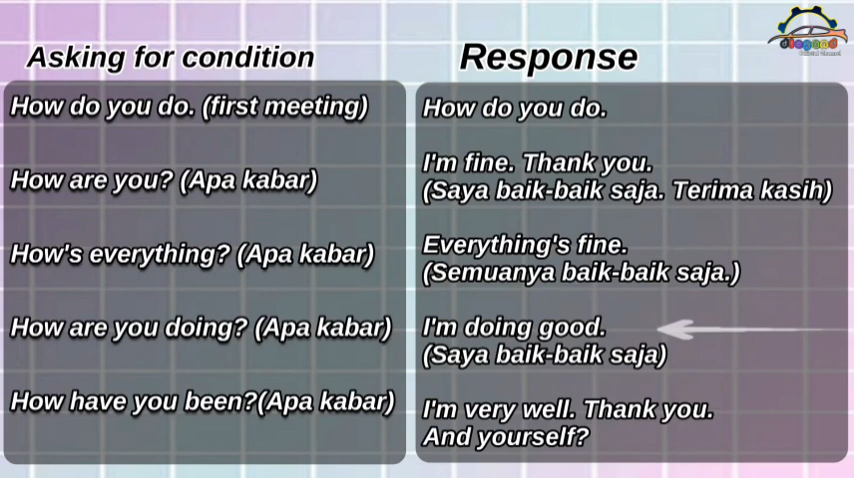 Asking for condition
How do you do. (first meeting)
How are you? (Apa kabar)
How's everything? (Apa kabar)
How are you doing? (Apa kabar)
How have you been?(Apa kabar)
Response
How do you do.
I'm fine. Thank you.
(Saya baik-baik saja. Terima kasih)
Everything's fine.
(Semuanya baik-baik saja.)
I'm doing good.
(Saya baik-baik saja)
I'm very well. Thank you.
And yourself?